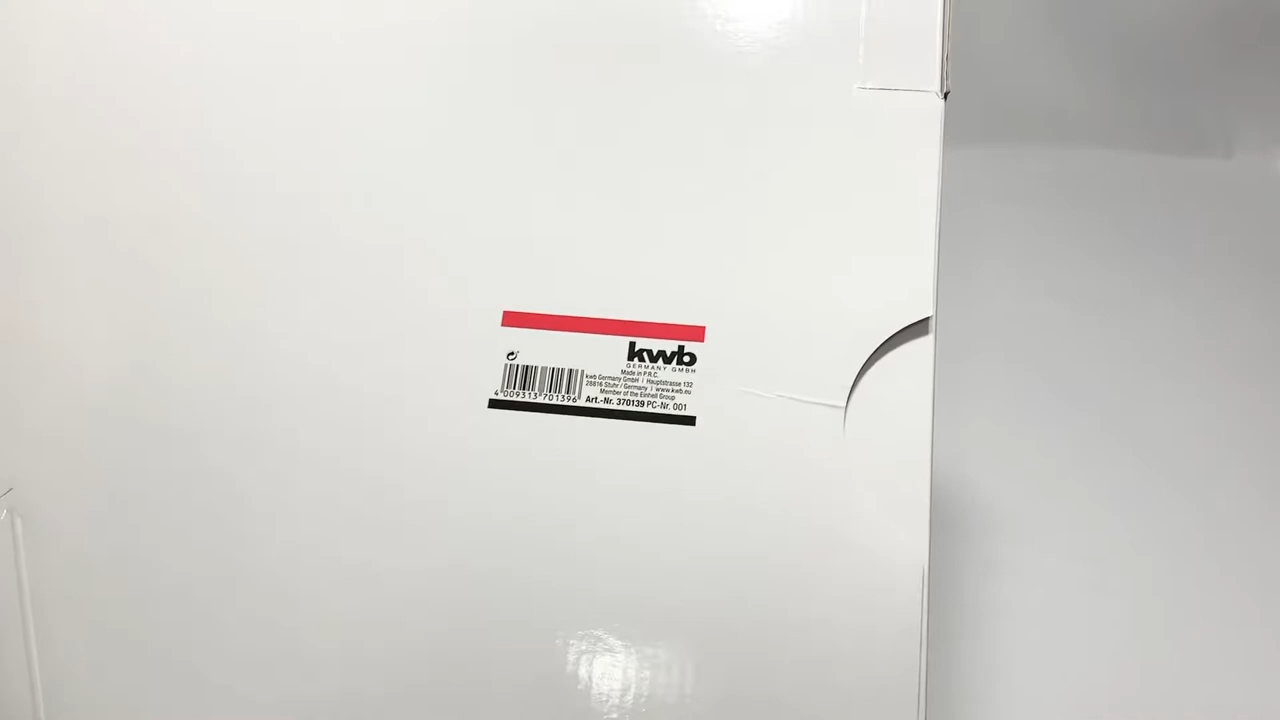 kwb
GERMANY GMBH
Made in P.R.C.
kwb Germany GmbH | Hauptstrasse 132
28816 Stuhr / Germany | www.kwb.eu
Member of the Einhell Group
4 009313 701396
Art.-Nr. 370139 PC-Nr. 001